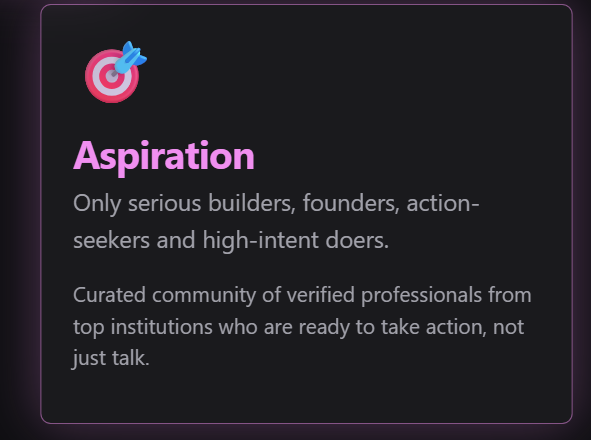 Aspiration
Only serious builders, founders, action-
seekers and high-intent doers.
Curated community of verified professionals from
top institutions who are ready to take action, not
just talk.